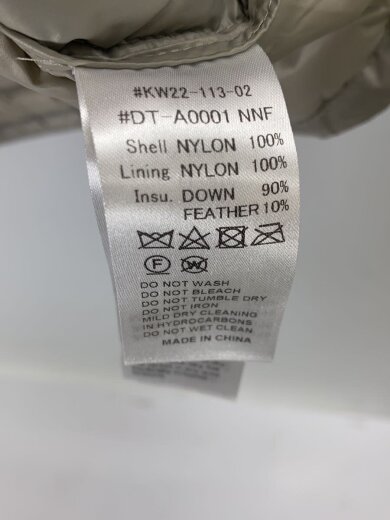 #KW22-113-02
#DT-A0001 NNF
Shell NYLON 100%
Lining NYLON 100%
Insu. DOWN 90%
FEATHER 10%
F W
DO NOT WASH
DO NOT BLEACH
DO NOT TUMBLE DRY
DO NOT IRON
MILD DRY CLEANING
IN HYDROCARBONS
DO NOT WET CLEAN
MADE IN CHINA